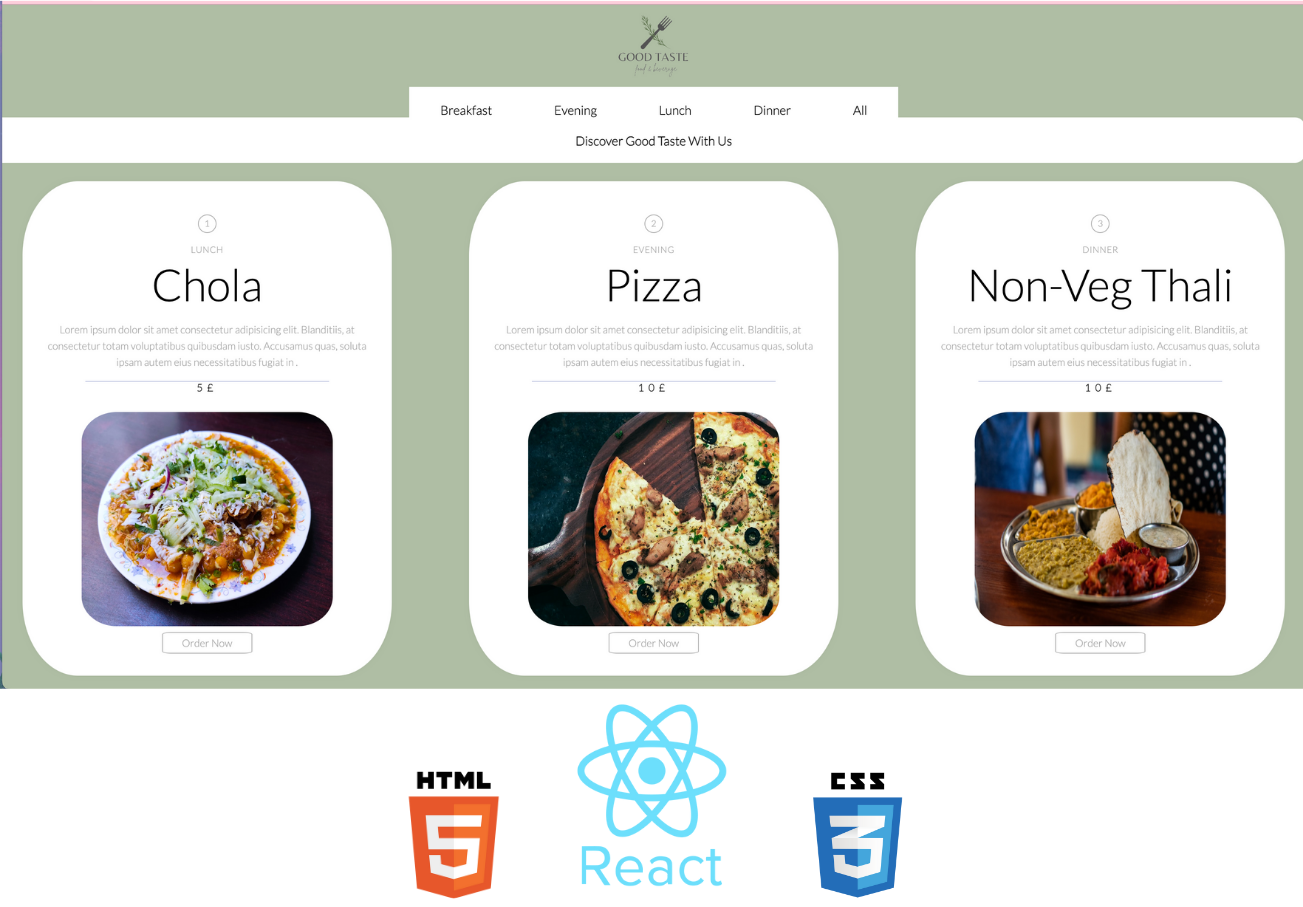 GOOD TASTE
food & beverage
Breakfast Evening Lunch Dinner All
Discover Good Taste With Us
1
LUNCH
Chola
Lorem ipsum dolor sit amet consectetur adipisicing elit. Blanditiis, at
consectetur totam voluptatibus quibusdam iusto. Accusamus quas, soluta
ipsam autem eius necessitatibus fugiat in .
5 £
Order Now
2
EVENING
Pizza
Lorem ipsum dolor sit amet consectetur adipisicing elit. Blanditiis, at
consectetur totam voluptatibus quibusdam iusto. Accusamus quas, soluta
ipsam autem eius necessitatibus fugiat in .
10 £
Order Now
3
DINNER
Non-Veg Thali
Lorem ipsum dolor sit amet consectetur adipisicing elit. Blanditiis, at
consectetur totam voluptatibus quibusdam iusto. Accusamus quas, soluta
ipsam autem eius necessitatibus fugiat in .
10 £
Order Now
HTML
5
React
CSS
3